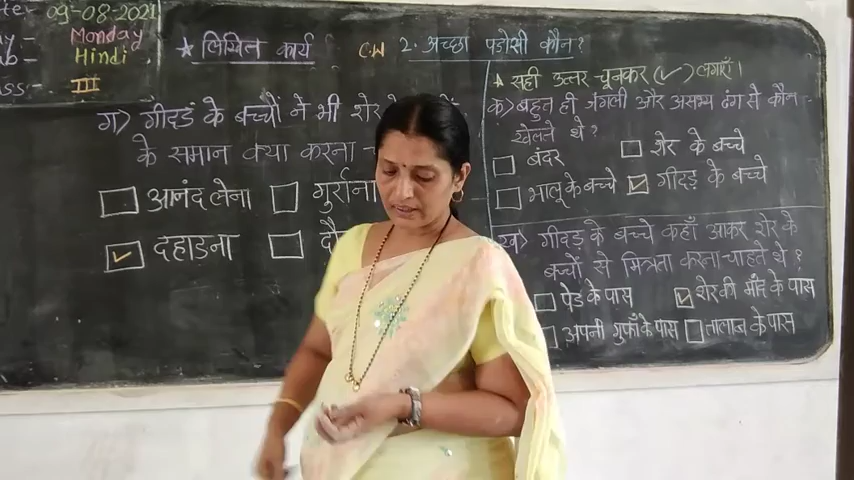 09-08-2021
Monday
Hindi
III
★ लिखित कार्य
CW 2. अच्छा पडोसी कौन?
★ सही उत्तर चूनकर (✓) लगाएँ।
क) बहुत ही जंगली और असभ्य ढंग से कौन
खेलते थे?
बंदर
शेर के बच्चे
भालू के बच्चे
✓ गीदड़ के बच्चे
ख) गीदड़ के बच्चे कहाँ आकर शेर के
बच्चों से मित्रता करना चाहते थे?
पेड़ के पास
✓ शेर की माँद के पास
अपनी गुफाँ के पास
तालाब के पास
ग) गीदड़ के बच्चों ने भी शेर के
के समान क्या करना
आनंद लेना
गुर्राना
✓ दहाड़ना